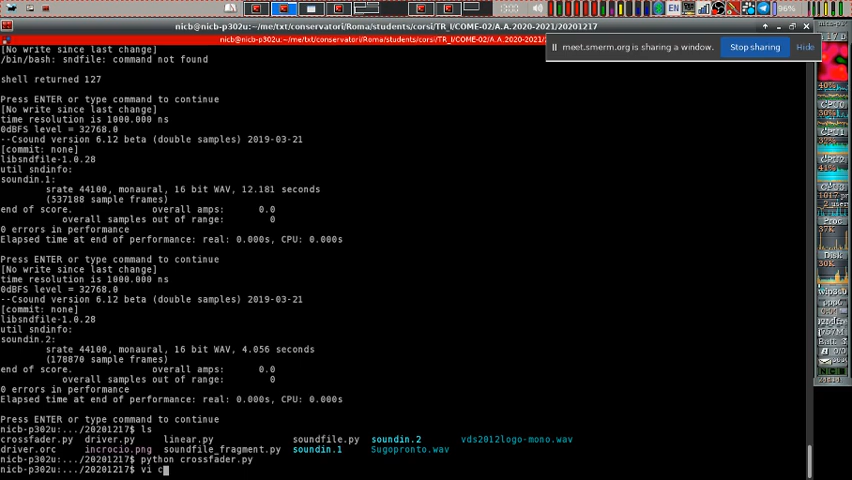 13:00
EN
96%
nicb@nicb-p302u:~/me/txt/conservatori/Roma/students/corsi/TR_I/COME-02/A.A.2020-2021/20201217
nicb@nicb-p302u:~/me/txt/conservatori/Roma/students/corsi/TR_I/COME-02/A.A.2020-2021/20201217
meet.smerm.org is sharing a window.
Stop sharing
Hide
[No write since last change]
/bin/bash: sndfile: command not found
shell returned 127
Press ENTER or type command to continue
[No write since last change]
time resolution is 1000.000 ns
0dBFS level = 32768.0
--Csound version 6.12 beta (double samples) 2019-03-21
[commit: none]
libsndfile-1.0.28
util sndinfo:
soundin.1:
srate 44100, monaural, 16 bit WAV, 12.181 seconds
(537188 sample frames)
end of score. overall amps: 0.0
overall samples out of range: 0
0 errors in performance
Elapsed time at end of performance: real: 0.000s, CPU: 0.000s
Press ENTER or type command to continue
[No write since last change]
time resolution is 1000.000 ns
0dBFS level = 32768.0
--Csound version 6.12 beta (double samples) 2019-03-21
[commit: none]
libsndfile-1.0.28
util sndinfo:
soundin.2:
srate 44100, monaural, 16 bit WAV, 4.056 seconds
(178870 sample frames)
end of score. overall amps: 0.0
overall samples out of range: 0
0 errors in performance
Elapsed time at end of performance: real: 0.000s, CPU: 0.000s
Press ENTER or type command to continue
nicb-p302u:.../20201217$ ls
crossfader.py driver.py linear.py soundfile.py soundin.2 vds2012logo-mono.wav
driver.orc incrocio.png soundfile_fragment.py soundin.1 Sugopronto.wav
nicb-p302u:.../20201217$ python crossfader.py
nicb-p302u:.../20201217$ vi c
CPU0
CPU1
Proc
Disk
ppp0